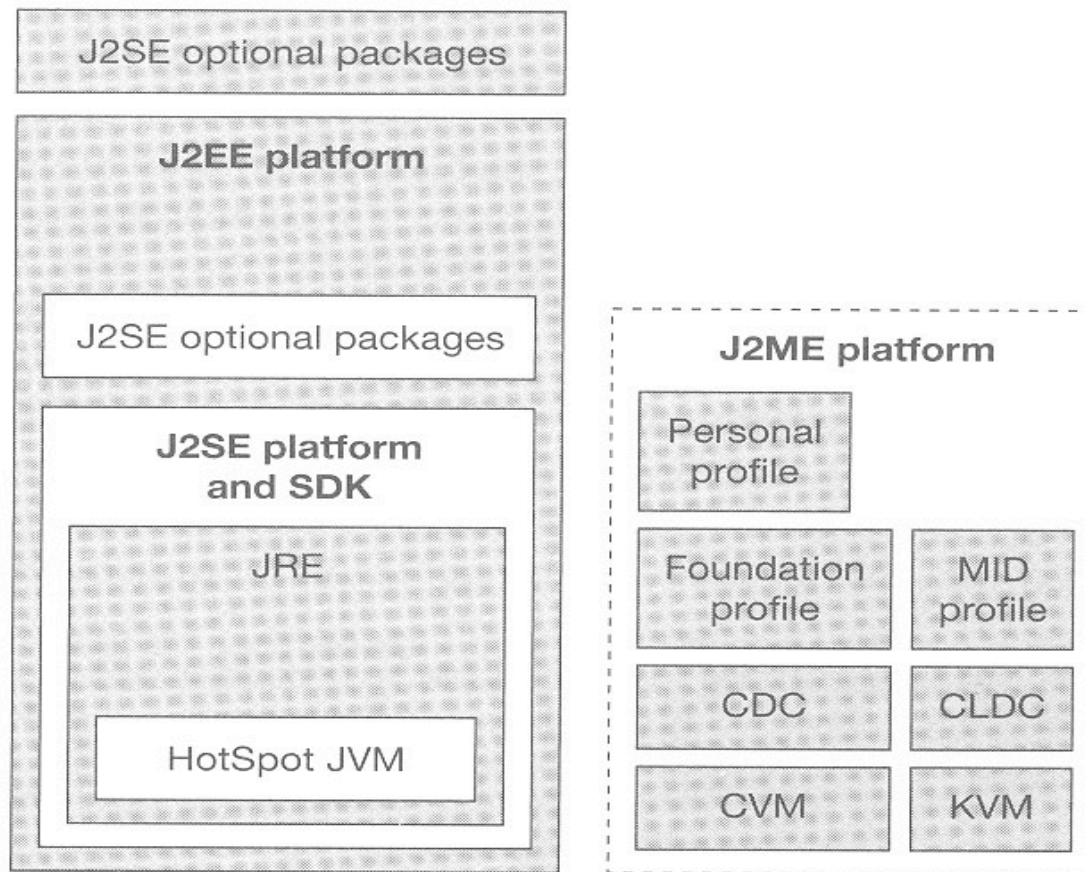 J2SE optional packages
J2EE platform
J2SE optional packages
J2SE platform
and SDK
JRE
HotSpot JVM
J2ME platform
Personal
profile
Foundation
profile
MID
profile
CDC
CLDC
CVM
KVM